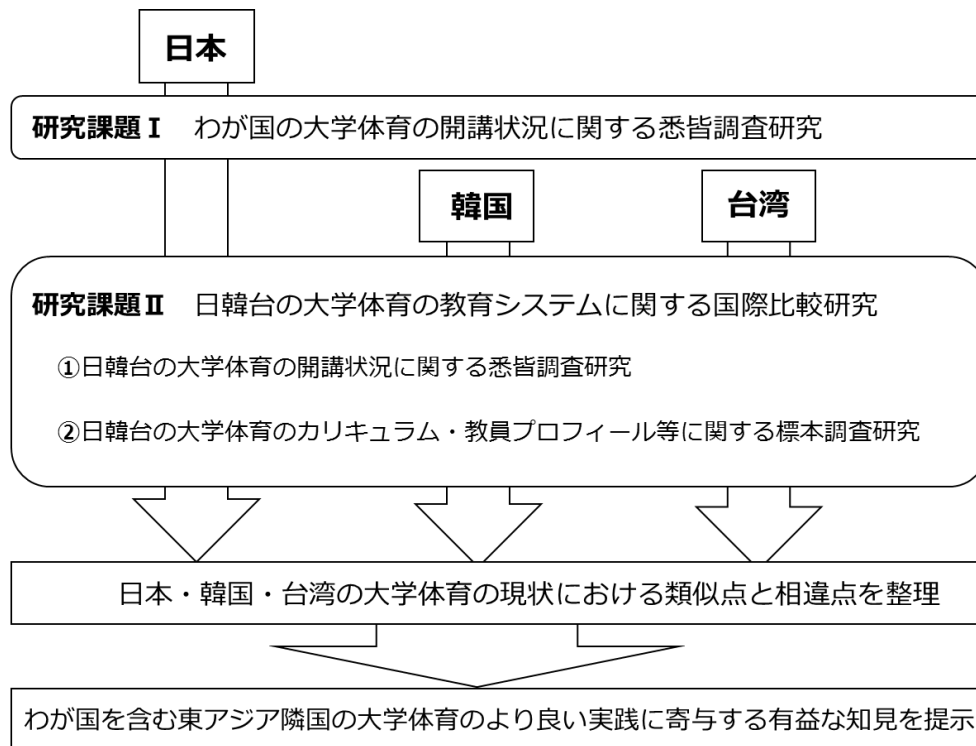 日本
研究課題Ⅰ わが国の大学体育の開講状況に関する悉皆調査研究
韓国
台湾
研究課題Ⅱ 日韓台の大学体育の教育システムに関する国際比較研究
①日韓台の大学体育の開講状況に関する悉皆調査研究
②日韓台の大学体育のカリキュラム・教員プロフィール等に関する標本調査研究
日本・韓国・台湾の大学体育の現状における類似点と相違点を整理
わが国を含む東アジア隣国の大学体育のより良い実践に寄与する有益な知見を提示